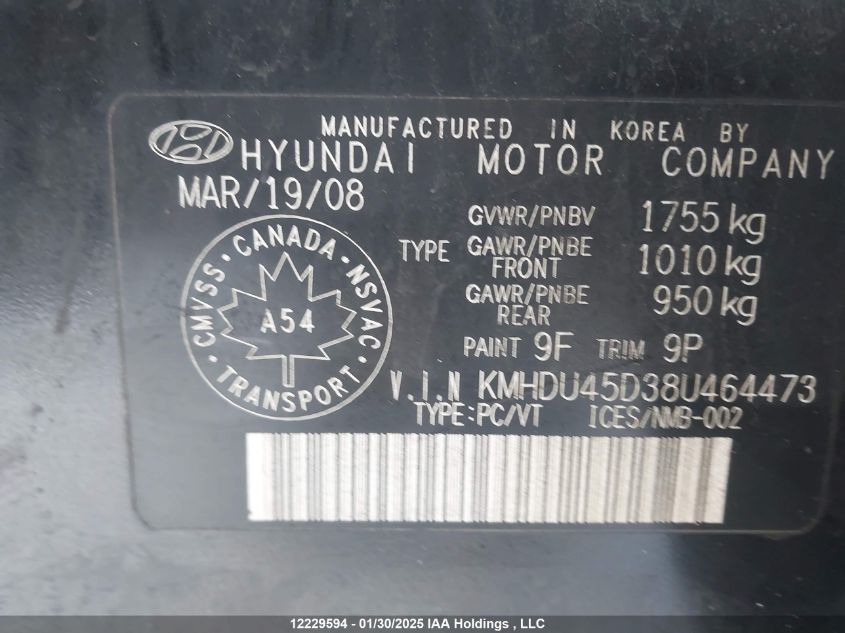 MANUFACTURED IN KOREA BY
HYUNDAI MOTOR COMPANY
MAR/19/08
GVWR/PNBV 1755 kg
TYPE GAWR/PNBE FRONT 1010 kg
GAWR/PNBE REAR 950 kg
CMVSS · CANADA · NSVAC · TRANSPORT ·
A54
PAINT 9F TRIM 9P
V.I.N KMHDU45D38U464473
TYPE:PC/VT ICES/NMB-002
12229594 - 01/30/2025 IAA Holdings , LLC